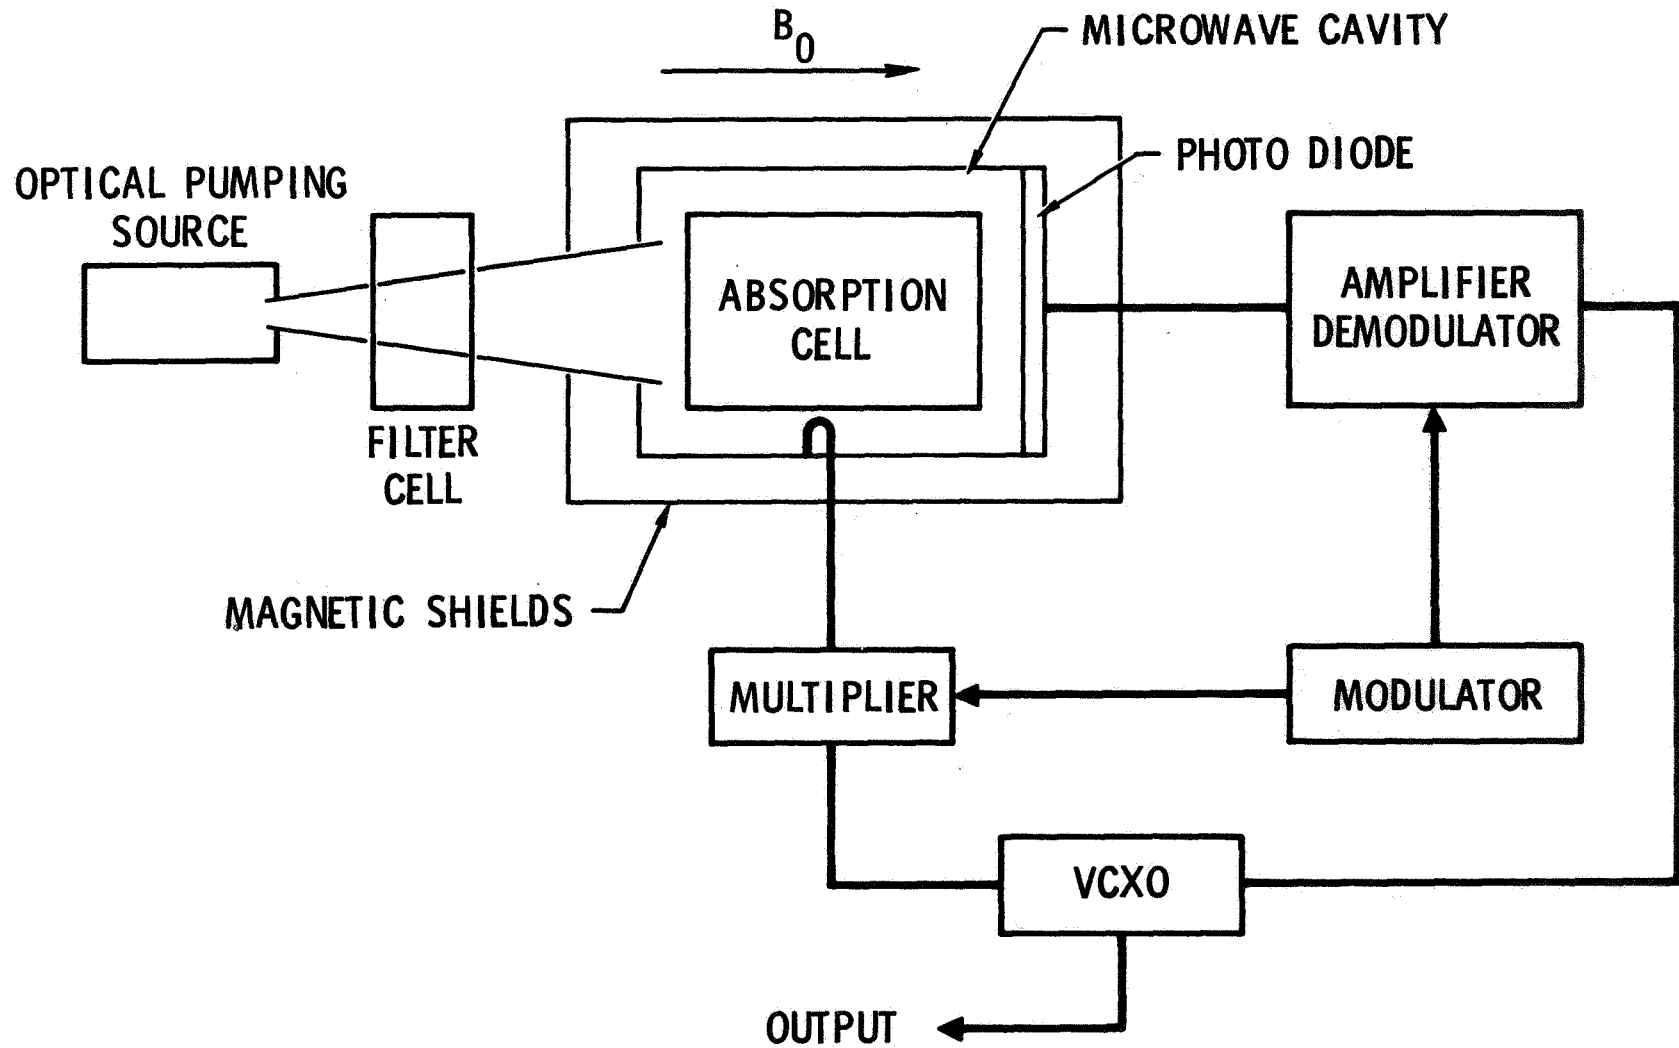 B0
MICROWAVE CAVITY
PHOTO DIODE
OPTICAL PUMPING
SOURCE
ABSORPTION
CELL
AMPLIFIER
DEMODULATOR
FILTER
CELL
MAGNETIC SHIELDS
MULTIPLIER
MODULATOR
VCXO
OUTPUT